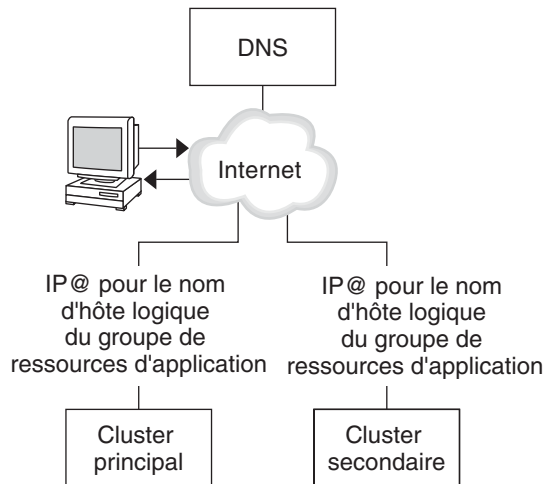 DNS
Internet
IP@ pour le nom
d'hôte logique
du groupe de
ressources d'application
IP@ pour le nom
d'hôte logique
du groupe de
ressources d'application
Cluster
principal
Cluster
secondaire